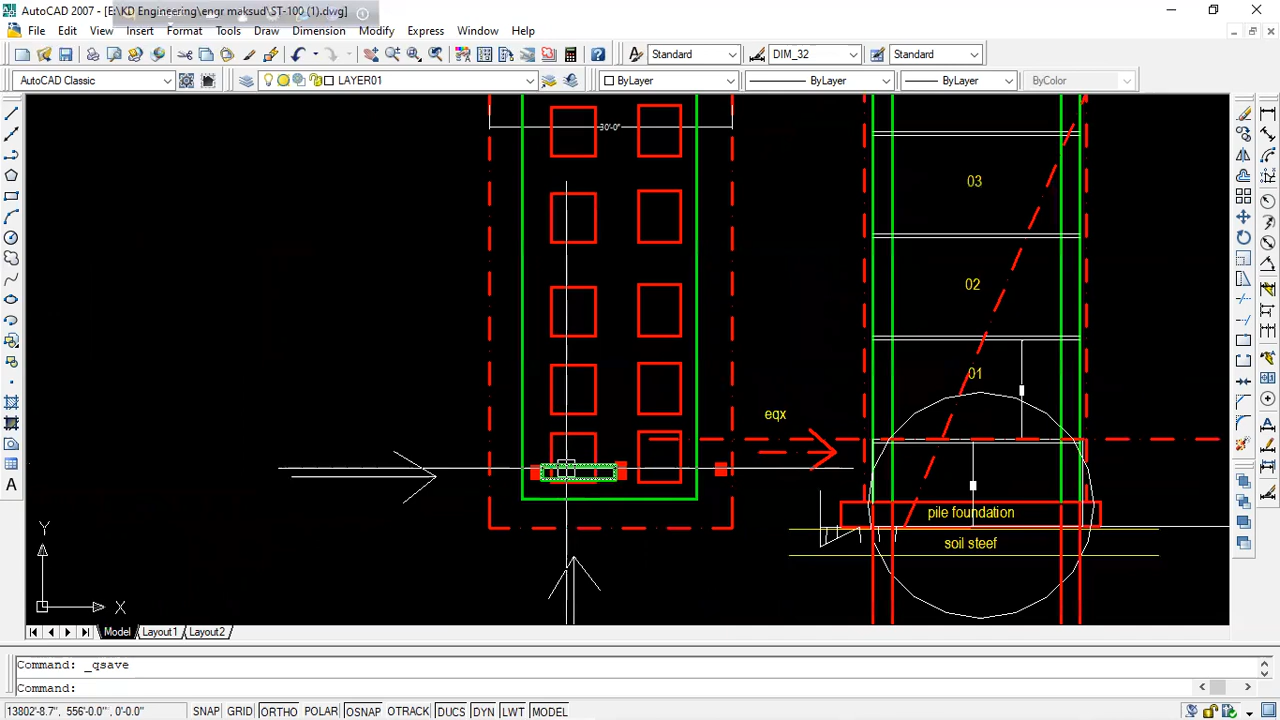 AutoCAD 2007 - [E:\KD Engineering\engr maksud\ST-100 (1).dwg]
File Edit View Insert Format Tools Draw Dimension Modify Express Window Help
Standard DIM_32 Standard
AutoCAD Classic LAYER01 ByLayer ByLayer ByLayer ByColor
30'-0"
03
02
01
eqx
pile foundation
soil steef
Y
X
A
Model Layout1 Layout2
Command: _qsave
Command:
13802'-8.7", 556'-0.0", 0'-0.0" SNAP GRID ORTHO POLAR OSNAP OTRACK DUCS DYN LWT MODEL